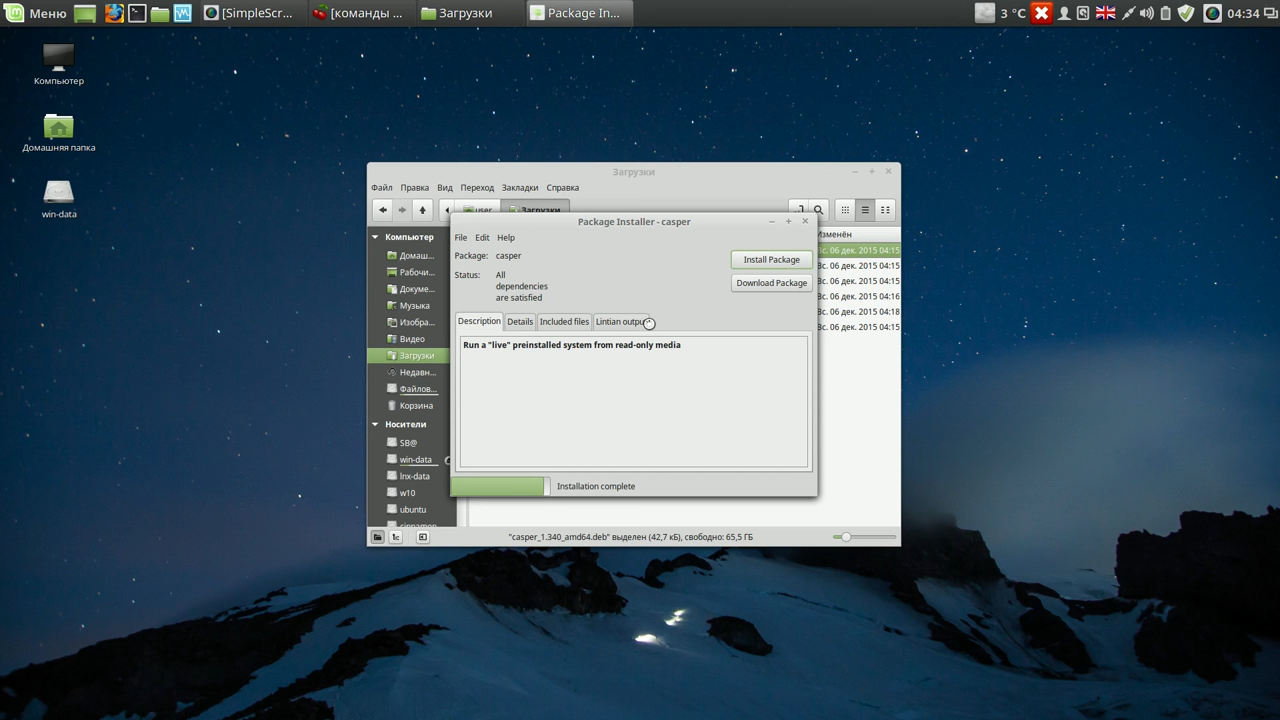 Меню
[SimpleScr...
[команды ...
Загрузки
Package In...
3 °C
04:34
Компьютер
Домашняя папка
win-data
Загрузки
Файл Правка Вид Переход Закладки Справка
user
Загрузки
Компьютер
Домаш...
Рабочи...
Докуме...
Музыка
Изобра...
Видео
Загрузки
Недавн...
Файлов...
Корзина
Носители
SB@
win-data
lnx-data
w10
ubuntu
cinnamon
Изменён
Вс. 06 дек. 2015 04:15
Вс. 06 дек. 2015 04:15
Вс. 06 дек. 2015 04:15
Вс. 06 дек. 2015 04:16
Вс. 06 дек. 2015 04:18
Вс. 06 дек. 2015 04:15
Package Installer - casper
File Edit Help
Package: casper
Install Package
Status: All
dependencies
are satisfied
Download Package
Description Details Included files Lintian output
Run a "live" preinstalled system from read-only media
Installation complete
"casper_1.340_amd64.deb" выделен (42,7 кБ), свободно: 65,5 ГБ